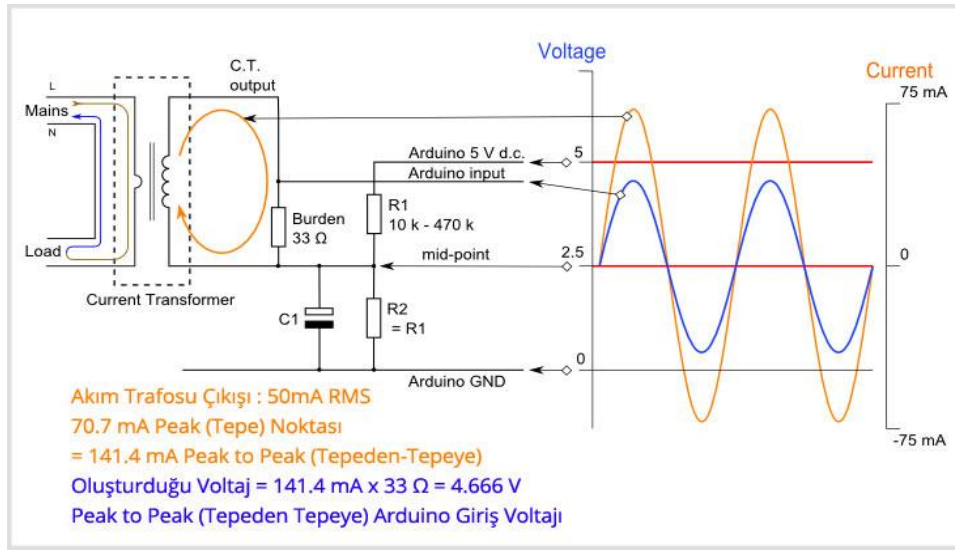 Voltage
Current
C.T.
output
L
Mains
N
Load
Current Transformer
Burden
33 Ω
Arduino 5 V d.c.
Arduino input
R1
10 k - 470 k
mid-point
C1
R2
= R1
Arduino GND
5
2.5
0
75 mA
0
-75 mA
Akım Trafosu Çıkışı : 50mA RMS
70.7 mA Peak (Tepe) Noktası
= 141.4 mA Peak to Peak (Tepeden-Tepeye)
Oluşturduğu Voltaj = 141.4 mA x 33 Ω = 4.666 V
Peak to Peak (Tepeden Tepeye) Arduino Giriş Voltajı